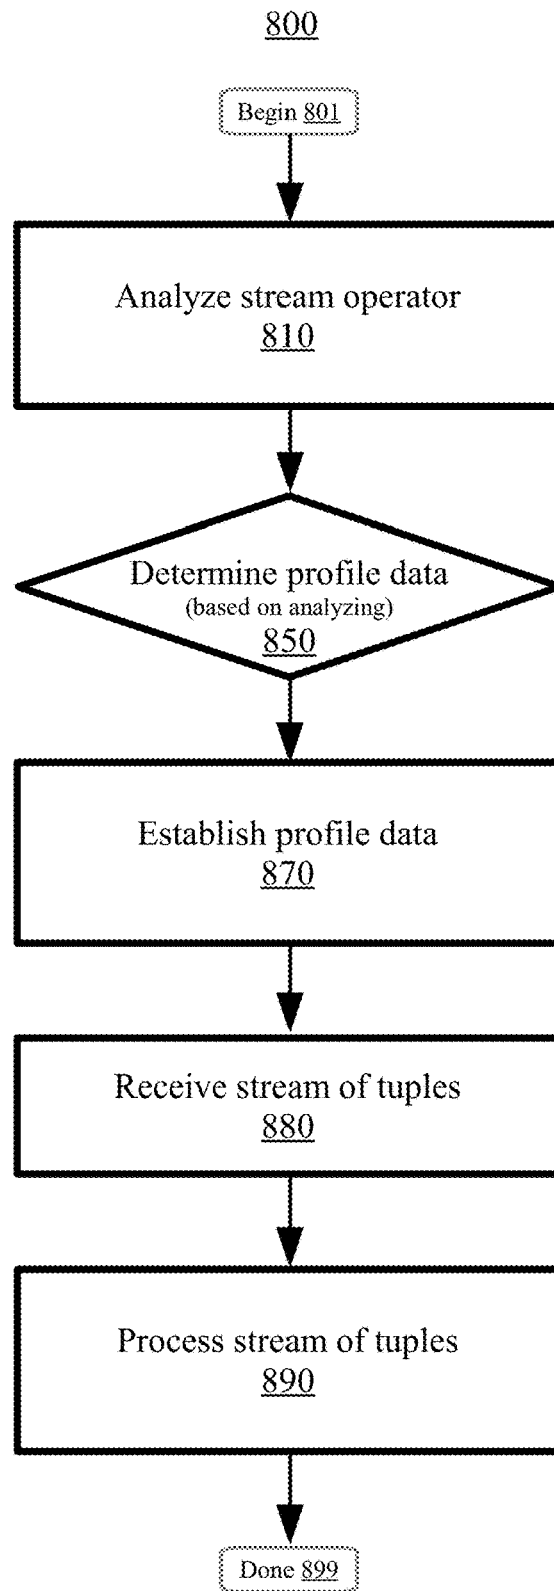 800
Begin 801
Analyze stream operator
810
Determine profile data
(based on analyzing)
850
Establish profile data
870
Receive stream of tuples
880
Process stream of tuples
890
Done 899